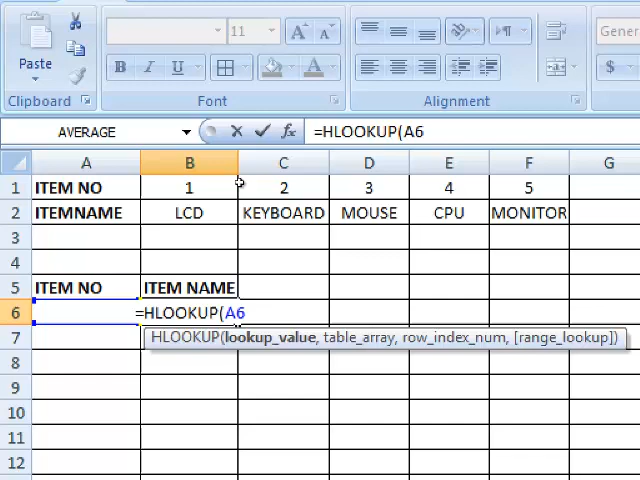 11 A A
Paste B I U $
Gener
Clipboard Font Alignment
AVERAGE fx =HLOOKUP(A6
A B C D E F G
1 ITEM NO 1 2 3 4 5
2 ITEMNAME LCD KEYBOARD MOUSE CPU MONITOR
3
4
5 ITEM NO ITEM NAME
6 =HLOOKUP(A6
7 HLOOKUP(lookup_value, table_array, row_index_num, [range_lookup])
8
9
10
11
12